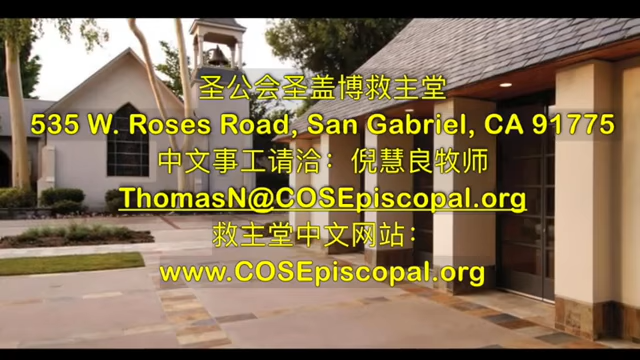 圣公会圣盖博救主堂
535 W. Roses Road, San Gabriel, CA 91775
中文事工请洽：倪慧良牧师
ThomasN@COSEpiscopal.org
救主堂中文网站：
www.COSEpiscopal.org